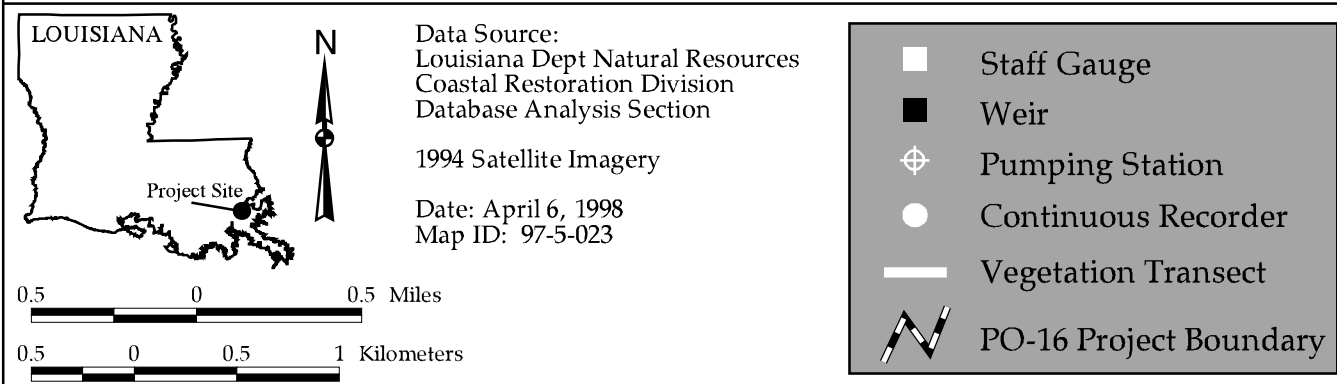 LOUISIANA
Project Site
N
Data Source:
Louisiana Dept Natural Resources
Coastal Restoration Division
Database Analysis Section
1994 Satellite Imagery
Date: April 6, 1998
Map ID: 97-5-023
0.5 0 0.5 Miles
0.5 0 0.5 1 Kilometers
Staff Gauge
Weir
Pumping Station
Continuous Recorder
Vegetation Transect
PO-16 Project Boundary